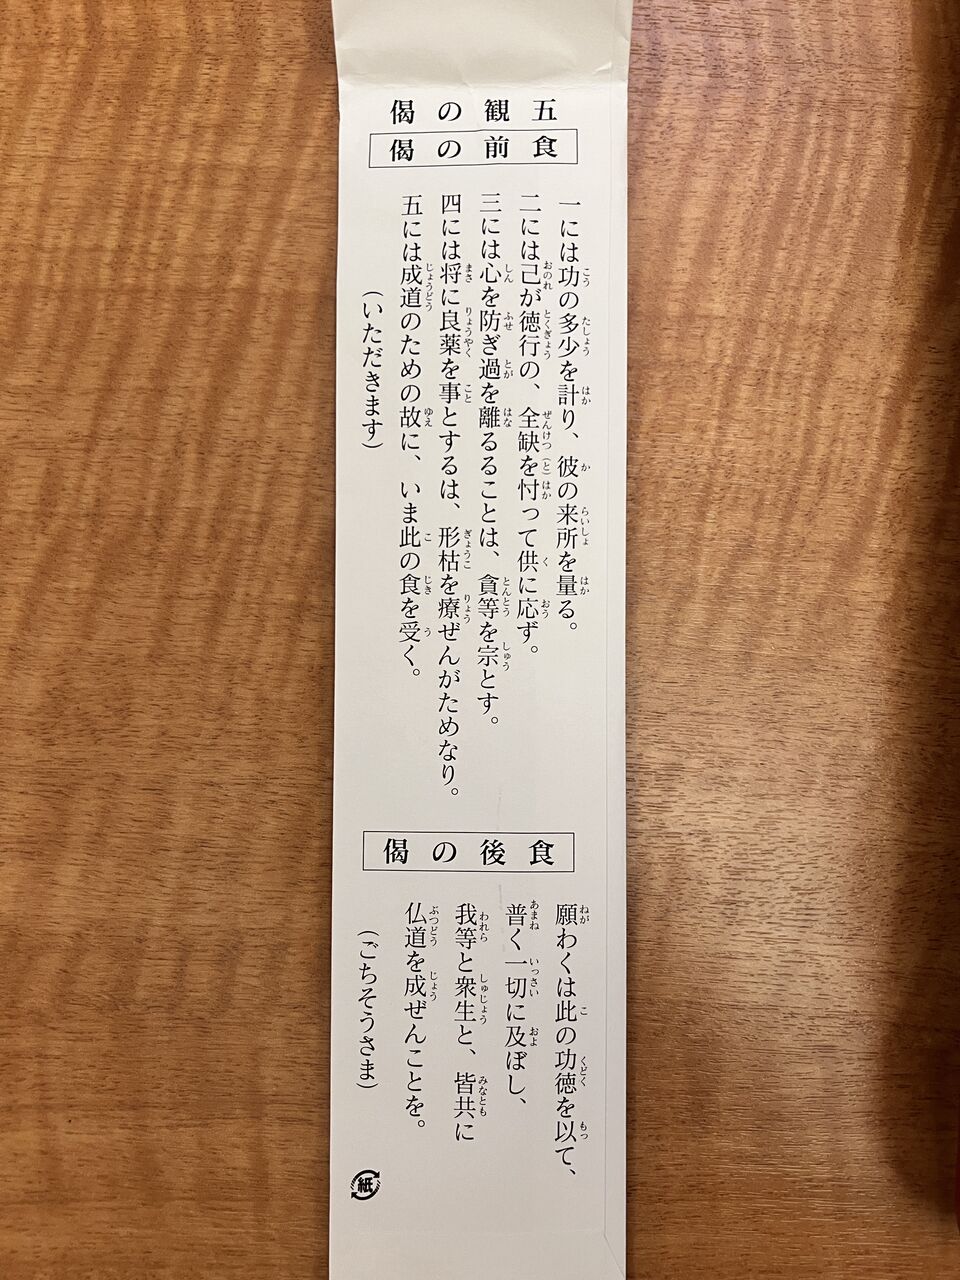 五観の偈
食前の偈
一には功の多少を計り、彼の来所を量る。
二には己が徳行の、全缺を忖って供に応ず。
三には心を防ぎ過を離るることは、貪等を宗とす。
四には将に良薬を事とするは、形枯を療ぜんがためなり。
五には成道のための故に、いま此の食を受く。
(いただきます)
食後の偈
願わくは此の功徳を以て、
普く一切に及ぼし、
我等と衆生と、皆共に
仏道を成ぜんことを。
(ごちそうさま)
紙